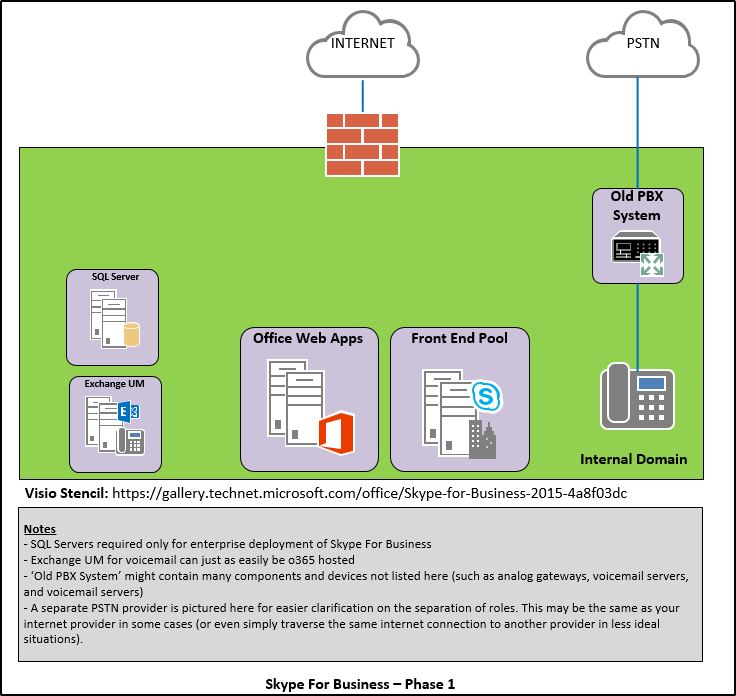 INTERNET
PSTN
Old PBX
System
SQL Server
Office Web Apps
Front End Pool
Exchange UM
Internal Domain
Visio Stencil: https://gallery.technet.microsoft.com/office/Skype-for-Business-2015-4a8f03dc
Notes
- SQL Servers required only for enterprise deployment of Skype For Business
- Exchange UM for voicemail can just as easily be o365 hosted
- ‘Old PBX System’ might contain many components and devices not listed here (such as analog gateways, voicemail servers,
and voicemail servers)
- A separate PSTN provider is pictured here for easier clarification on the separation of roles. This may be the same as your
internet provider in some cases (or even simply traverse the same internet connection to another provider in less ideal
situations).
Skype For Business – Phase 1